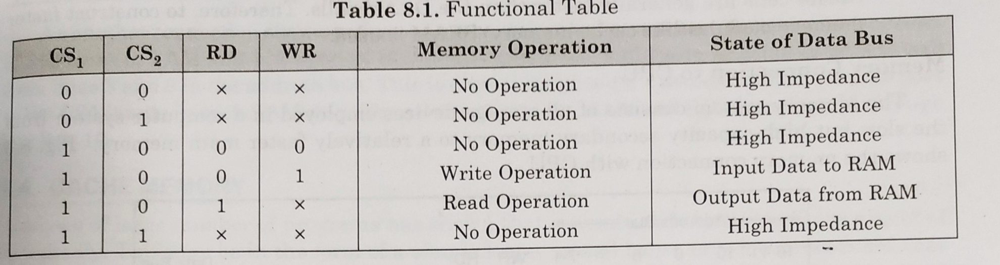 Table 8.1. Functional Table
CS₁ CS₂ RD WR Memory Operation State of Data Bus
0 0 × × No Operation High Impedance
0 1 × × No Operation High Impedance
1 0 0 0 No Operation High Impedance
1 0 0 1 Write Operation Input Data to RAM
1 0 1 × Read Operation Output Data from RAM
1 1 × × No Operation High Impedance